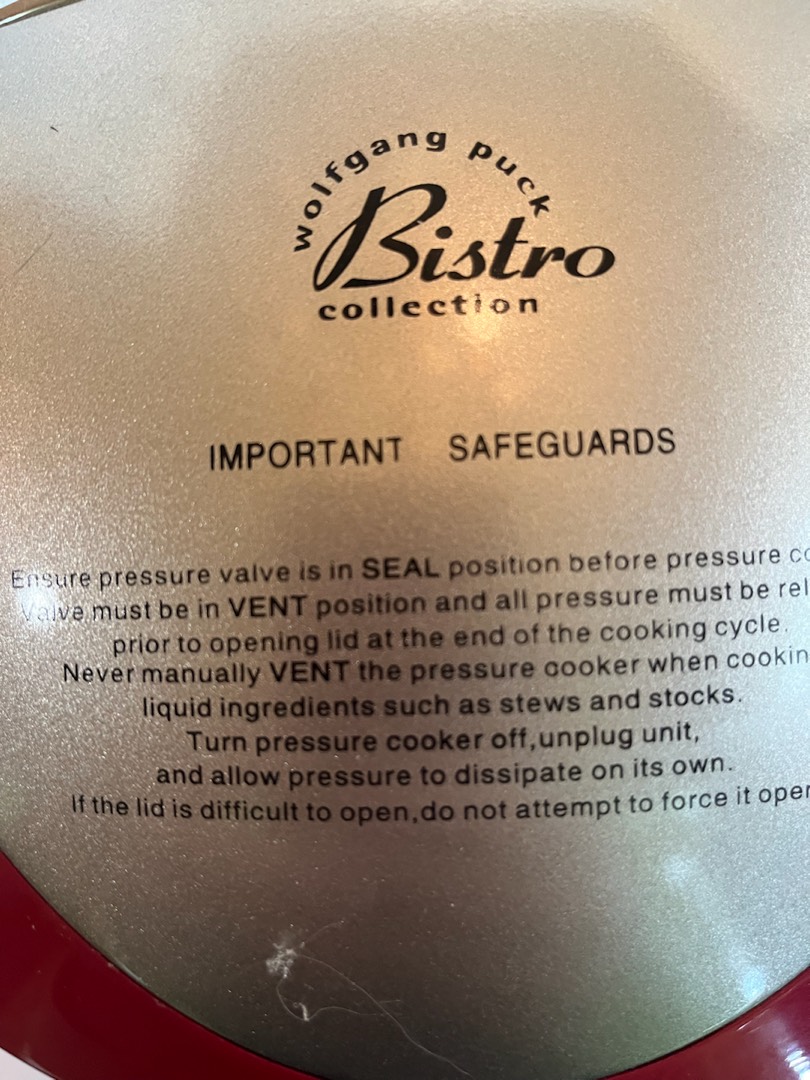 wolfgang puck
Bistro
collection
IMPORTANT SAFEGUARDS
Ensure pressure valve is in SEAL position before pressure
Valve must be in VENT position and all pressure must be
prior to opening lid at the end of the cooking cycle.
Never manually VENT the pressure cooker when
liquid ingredients such as stews and stocks.
Turn pressure cooker off,unplug unit,
and allow pressure to dissipate on its own.
If the lid is difficult to open,do not attempt to force it